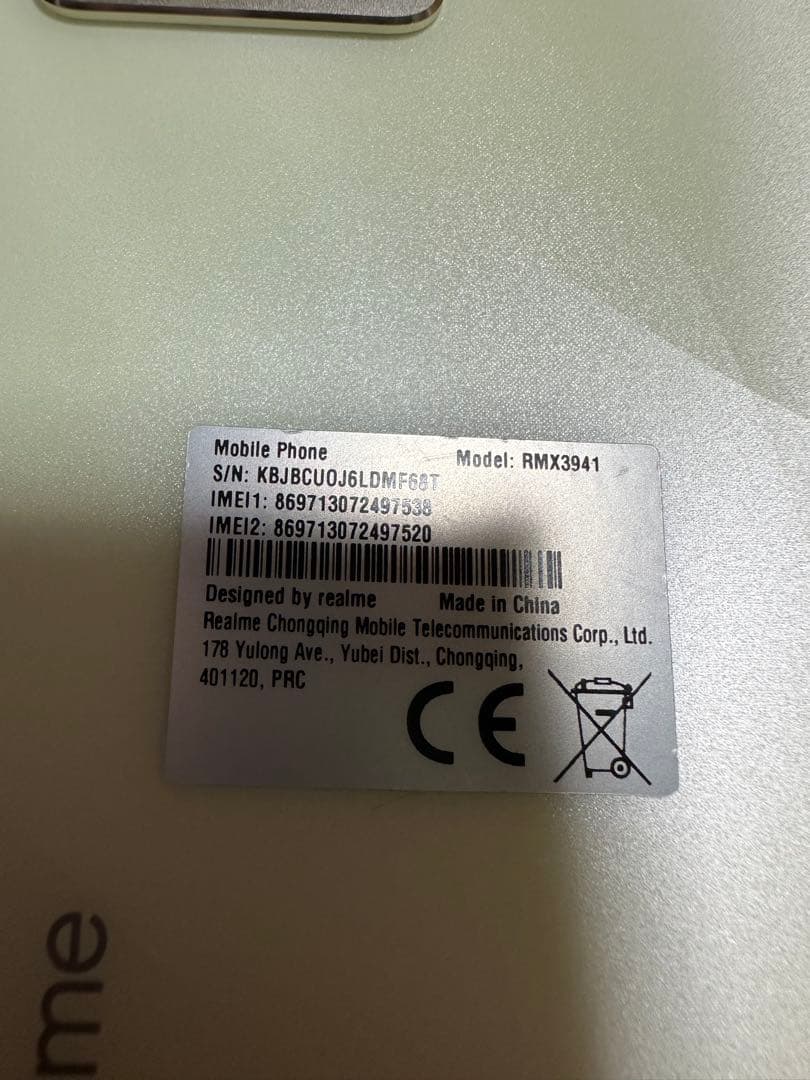 Mobile Phone Model: RMX3941
S/N: KBJBCUOJ6LDMF68T
IMEI1: 869713072497538
IMEI2: 869713072497520
Designed by realme Made in China
Realme Chongqing Mobile Telecommunications Corp., Ltd.
178 Yulong Ave., Yubei Dist., Chongqing,
401120, PRC
CE
me